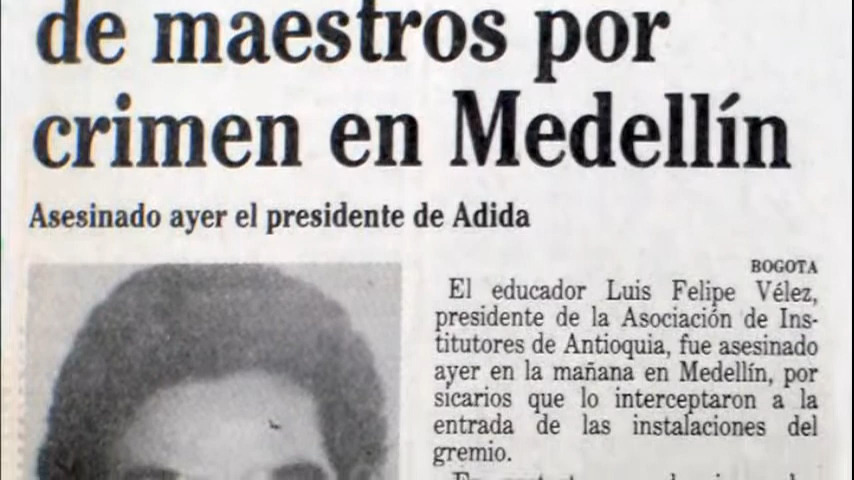 de maestros por
crimen en Medellín
Asesinado ayer el presidente de Adida
BOGOTA
El educador Luis Felipe Vélez,
presidente de la Asociación de Ins-
titutores de Antioquia, fue asesinado
ayer en la mañana en Medellín, por
sicarios que lo interceptaron a la
entrada de las instalaciones del
gremio.